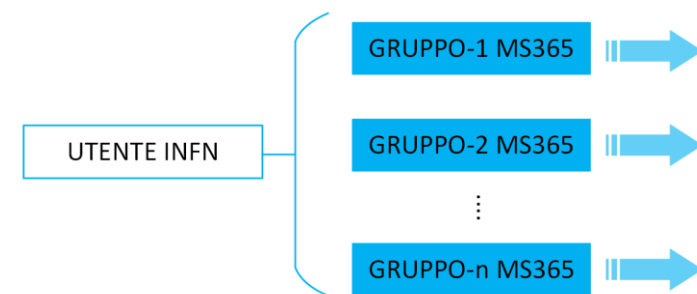 GRUPPO-1 MS365
UTENTE INFN
GRUPPO-2 MS365
GRUPPO-n MS365